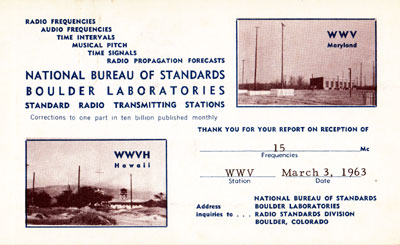 RADIO FREQUENCIES
AUDIO FREQUENCIES
TIME INTERVALS
MUSICAL PITCH
TIME SIGNALS
RADIO PROPAGATION FORECASTS
NATIONAL BUREAU OF STANDARDS
BOULDER LABORATORIES
STANDARD RADIO TRANSMITTING STATIONS
Corrections to one part in ten billion published monthly
WWV
Maryland
WWVH
Hawaii
THANK YOU FOR YOUR REPORT ON RECEPTION OF
15 Mc
Frequencies
WWV March 3, 1963
Station Date
Address NATIONAL BUREAU OF STANDARDS
BOULDER LABORATORIES
Inquiries to . . . RADIO STANDARDS DIVISION
BOULDER, COLORADO